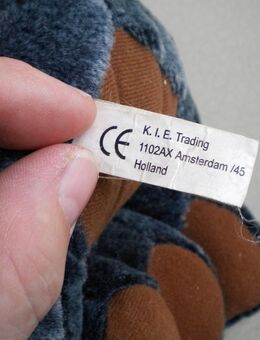 CE K. I. E. Trading
1102AX Amsterdam /45
Holland